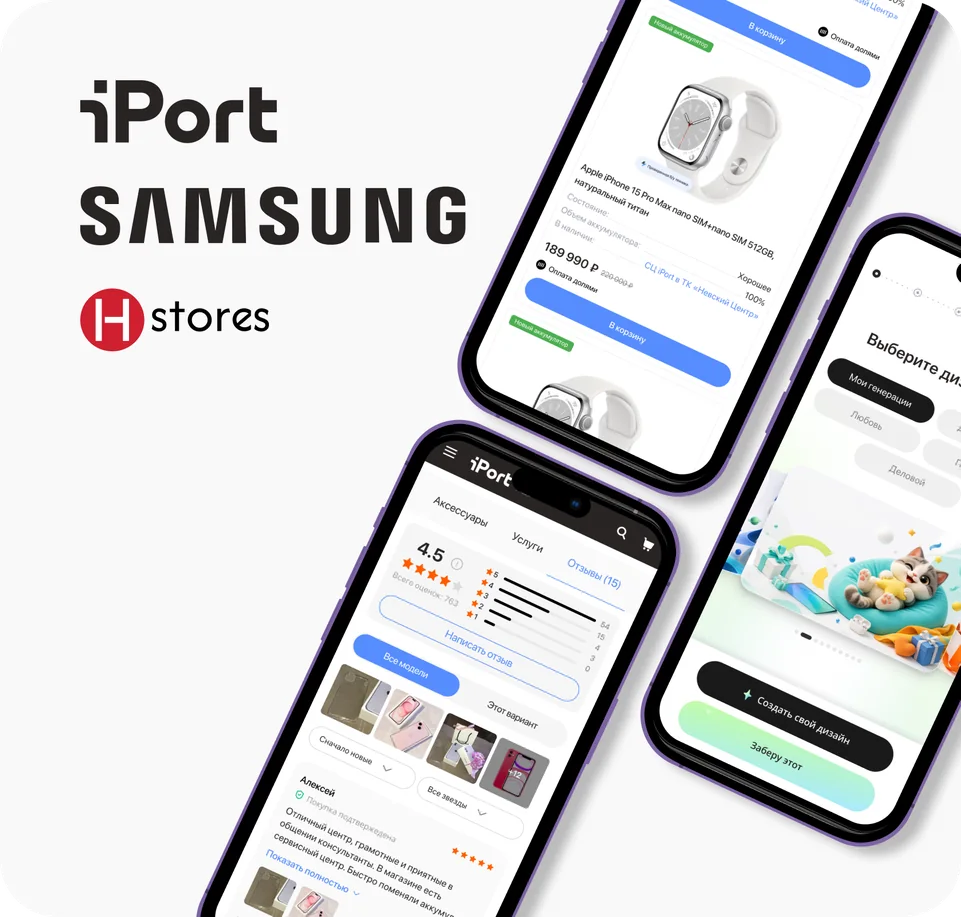 iPort
SAMSUNG
H stores
ский Центр»
В корзину
Оплата долями
Новый аккумулятор
Apple iPhone 15 Pro Max nano SIM+nano SIM 512GB,
натуральный титан
Состояние:
Хорошее
Объем аккумулятора:
100%
В наличии:
СЦ iPort в ТК «Невский Центр»
189 990 ₽
Оплата долями
В корзину
Новый аккумулятор
Мои генерации
Любовь
Деловой
Создать свой дизайн
Заберу этот
iPort
Аксессуары
Услуги
Отзывы (15)
4.5
Всего оценок: 763
5
54
4
15
3
4
2
3
1
0
Написать отзыв
Все модели
Этот вариант
+12
Сначало новые
Все звезды
Алексей
Покупка подтверждена
Отличный центр, грамотные и приятные в
общении консультанты. В магазине есть
сервисный центр. Быстро поменяли аккуму
Показать полностью